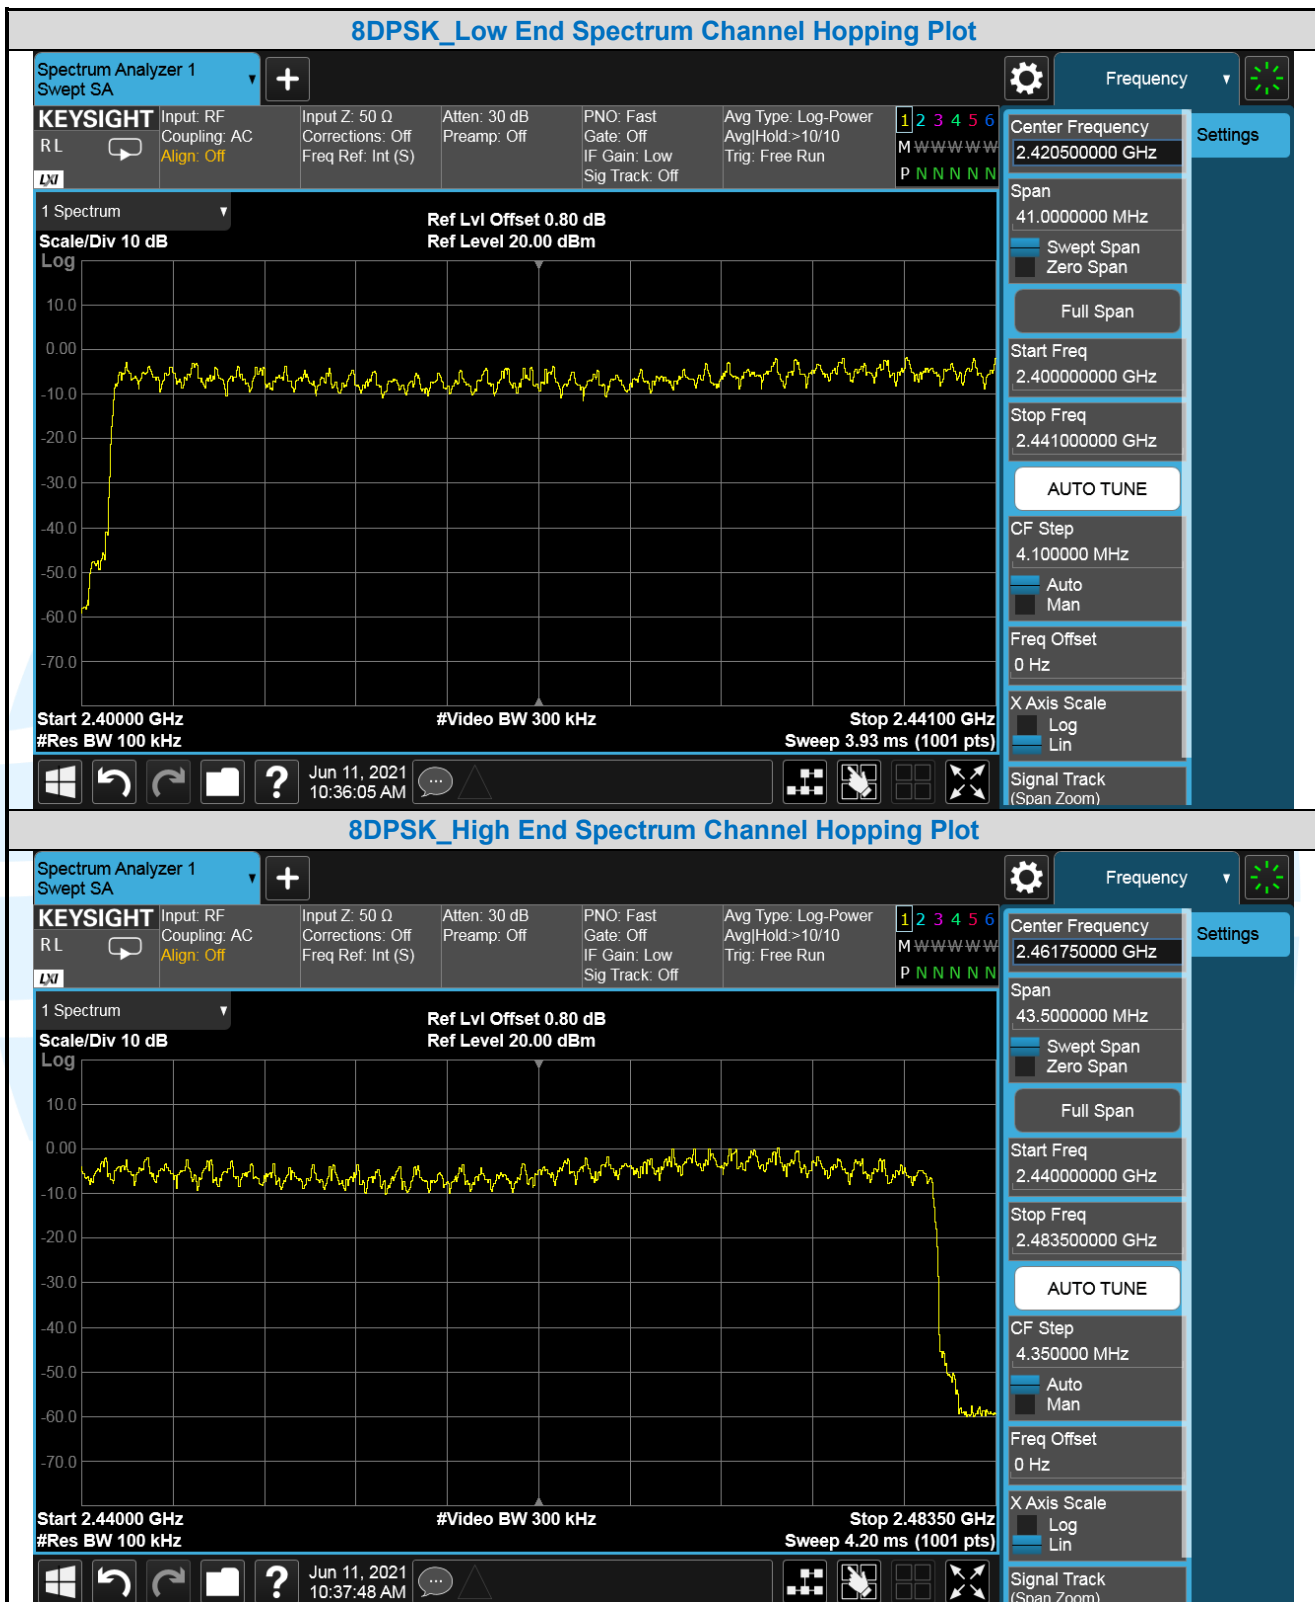 8DPSK_Low End Spectrum Channel Hopping Plot
Spectrum Analyzer 1
Swept SA
Frequency
KEYSIGHT
R L
LXI
Input: RF
Coupling: AC
Align: Off
Input Z: 50 Ω
Corrections: Off
Freq Ref: Int (S)
Atten: 30 dB
Preamp: Off
PNO: Fast
Gate: Off
IF Gain: Low
Sig Track: Off
Avg Type: Log-Power
Avg|Hold:>10/10
Trig: Free Run
1 2 3 4 5 6
M W W W W W
P N N N N N
Center Frequency
2.420500000 GHz
Settings
Span
41.0000000 MHz
Swept Span
Zero Span
Full Span
Start Freq
2.400000000 GHz
Stop Freq
2.441000000 GHz
AUTO TUNE
CF Step
4.100000 MHz
Auto
Man
Freq Offset
0 Hz
X Axis Scale
Log
Lin
Signal Track
(Span Zoom)
1 Spectrum
Scale/Div 10 dB
Ref Lvl Offset 0.80 dB
Ref Level 20.00 dBm
Log
10.0
0.00
-10.0
-20.0
-30.0
-40.0
-50.0
-60.0
-70.0
Start 2.40000 GHz
#Video BW 300 kHz
Stop 2.44100 GHz
#Res BW 100 kHz
Sweep 3.93 ms (1001 pts)
?
Jun 11, 2021
10:36:05 AM
8DPSK_High End Spectrum Channel Hopping Plot
Spectrum Analyzer 1
Swept SA
Frequency
KEYSIGHT
R L
LXI
Input: RF
Coupling: AC
Align: Off
Input Z: 50 Ω
Corrections: Off
Freq Ref: Int (S)
Atten: 30 dB
Preamp: Off
PNO: Fast
Gate: Off
IF Gain: Low
Sig Track: Off
Avg Type: Log-Power
Avg|Hold:>10/10
Trig: Free Run
1 2 3 4 5 6
M W W W W W
P N N N N N
Center Frequency
2.461750000 GHz
Settings
Span
43.5000000 MHz
Swept Span
Zero Span
Full Span
Start Freq
2.440000000 GHz
Stop Freq
2.483500000 GHz
AUTO TUNE
CF Step
4.350000 MHz
Auto
Man
Freq Offset
0 Hz
X Axis Scale
Log
Lin
Signal Track
(Span Zoom)
1 Spectrum
Scale/Div 10 dB
Ref Lvl Offset 0.80 dB
Ref Level 20.00 dBm
Log
10.0
0.00
-10.0
-20.0
-30.0
-40.0
-50.0
-60.0
-70.0
Start 2.44000 GHz
#Video BW 300 kHz
Stop 2.48350 GHz
#Res BW 100 kHz
Sweep 4.20 ms (1001 pts)
?
Jun 11, 2021
10:37:48 AM